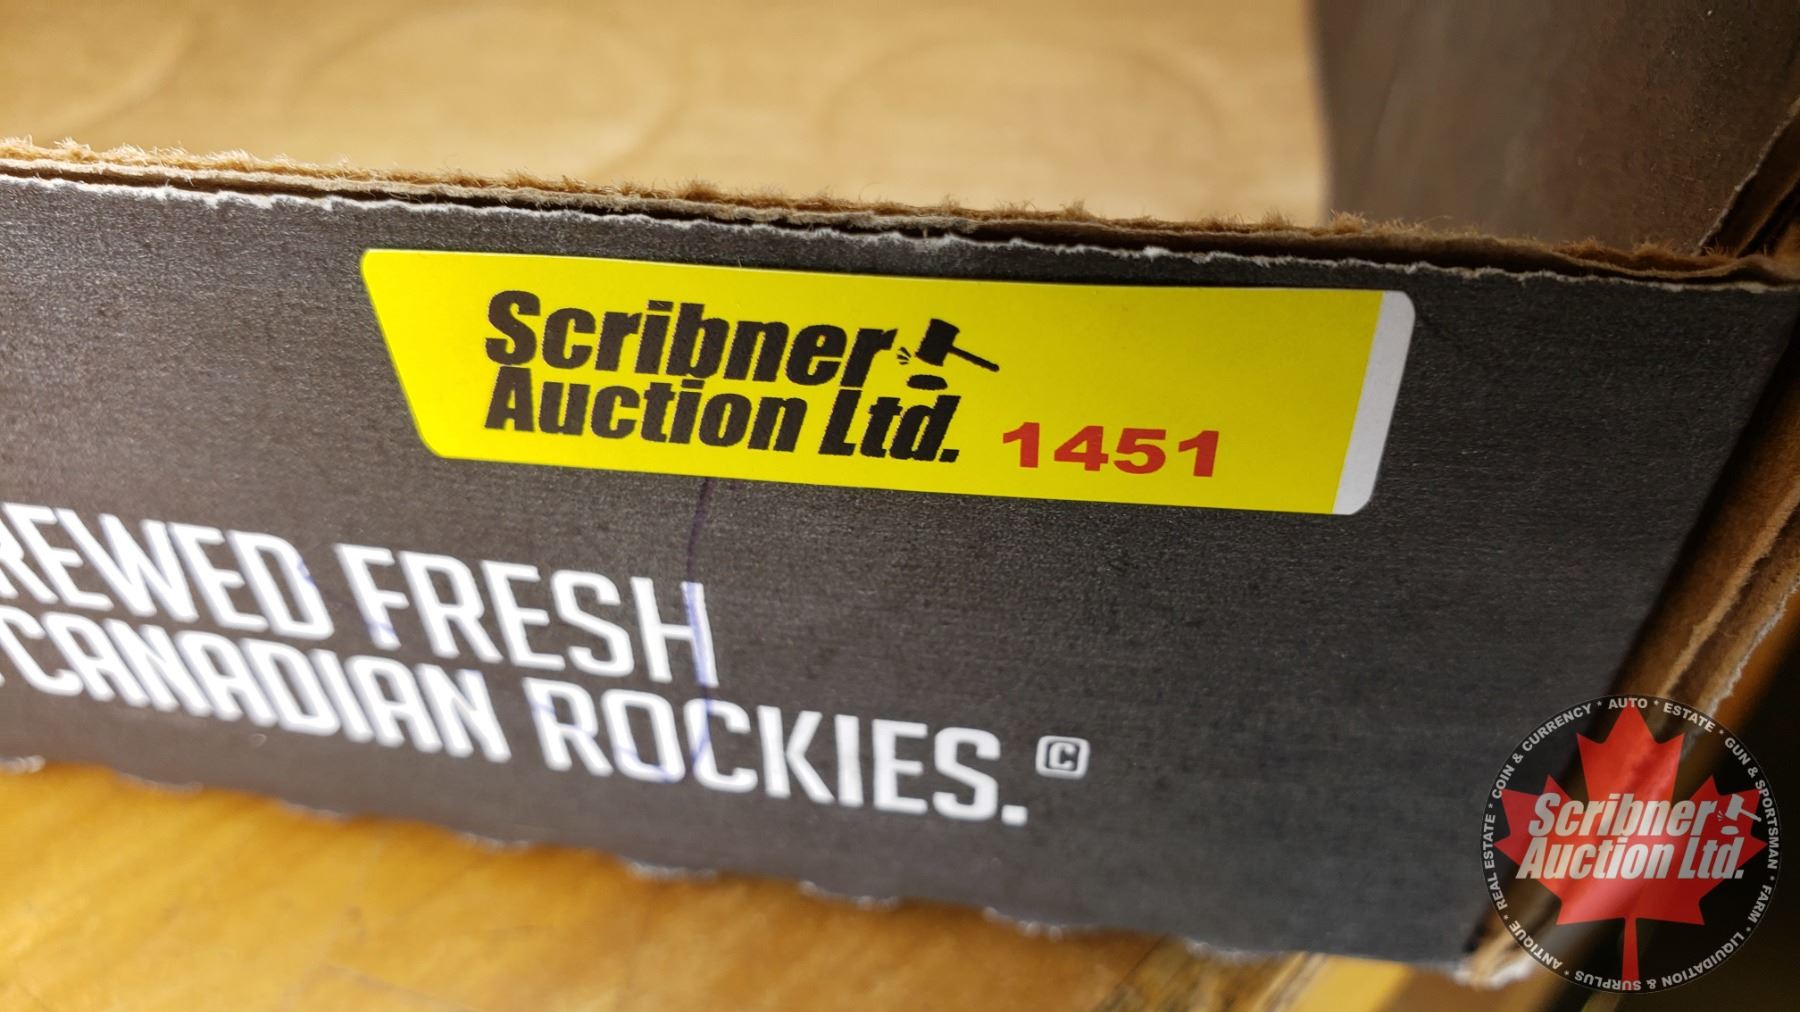 Scribner
Auction Ltd. 1451
REWED FRESH
CANADIAN ROCKIES.©
REAL ESTATE * COIN & CURRENCY * AUTO * ESTATE * GUN & SPORTSMAN * FARM * LIQUIDATION & SURPLUS * ANTIQUE *
Scribner
Auction Ltd.